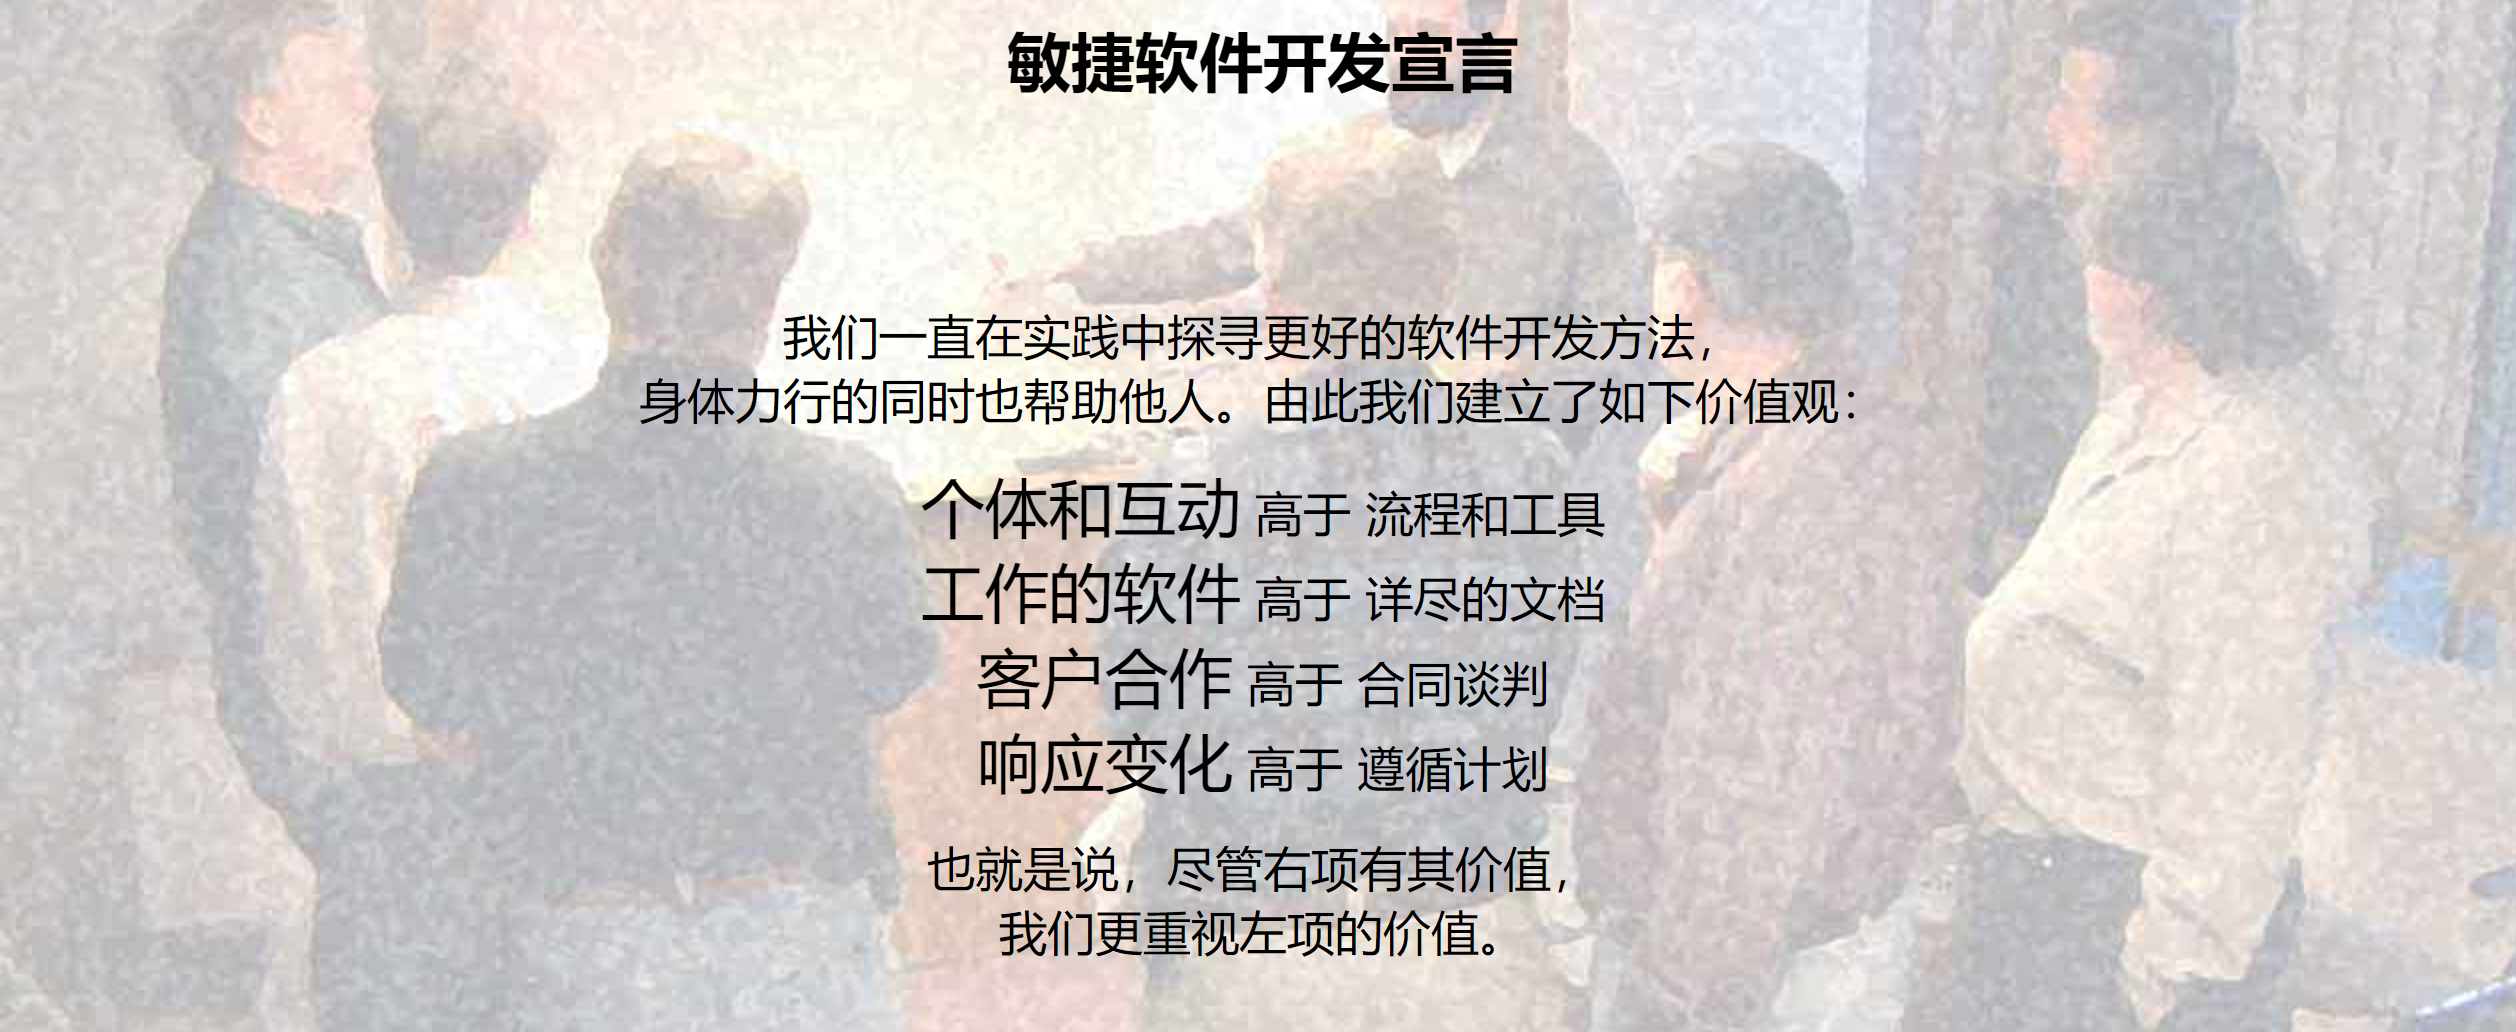 敏捷软件开发宣言
我们一直在实践中探寻更好的软件开发方法，
身体力行的同时也帮助他人。由此我们建立了如下价值观：
个体和互动 高于 流程和工具
工作的软件 高于 详尽的文档
客户合作 高于 合同谈判
响应变化 高于 遵循计划
也就是说，尽管右项有其价值，
我们更重视左项的价值。